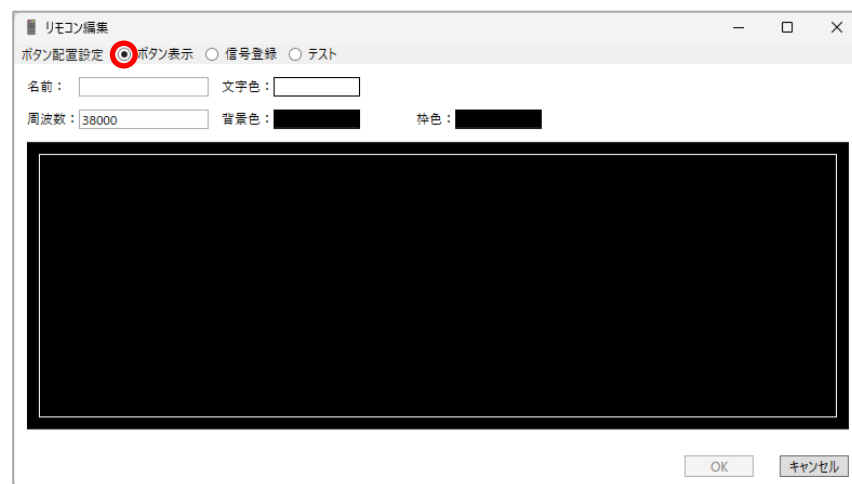 リモコン編集
ボタン配置設定 ボタン表示 信号登録 テスト
名前： 文字色：
周波数：38000 背景色： 枠色：
OK キャンセル